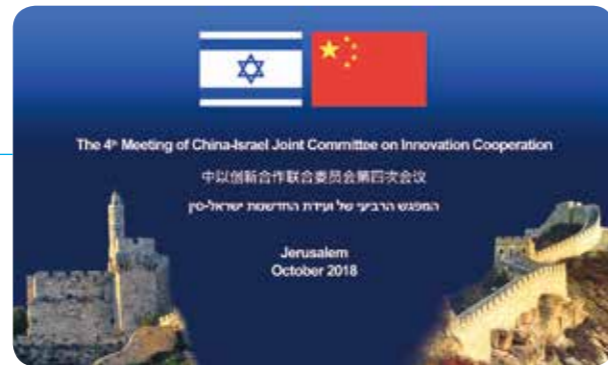 The 4th Meeting of China-Israel Joint Committee on Innovation Cooperation
中以创新合作联合委员会第四次会议
המפגש הרביעי של ועידת החדשנות ישראל-סין
Jerusalem
October 2018